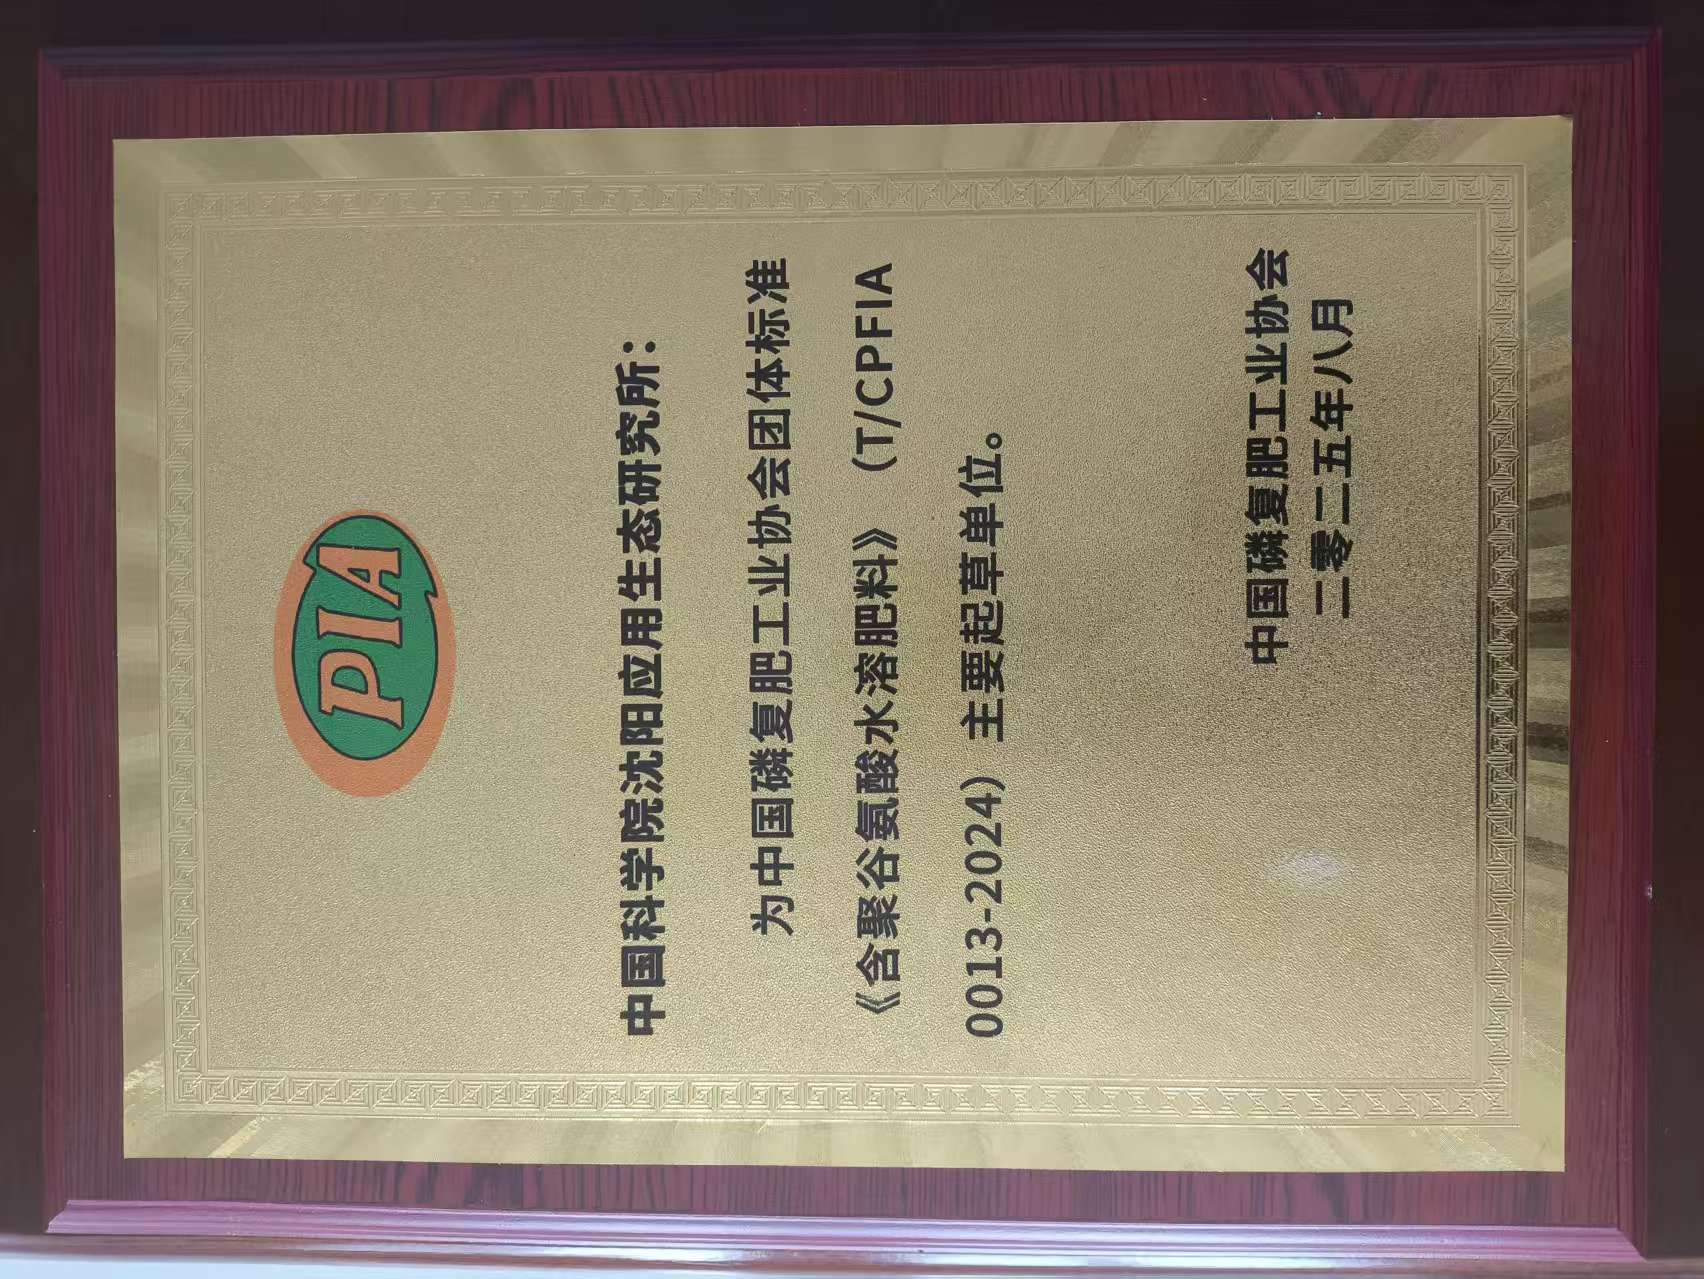 PIA
中国科学院沈阳应用生态研究所：
为中国磷复肥工业协会团体标准
《含聚谷氨酸水溶肥料》（T/CPFIA
0013-2024）主要起草单位。
中国磷复肥工业协会
二零二五年八月